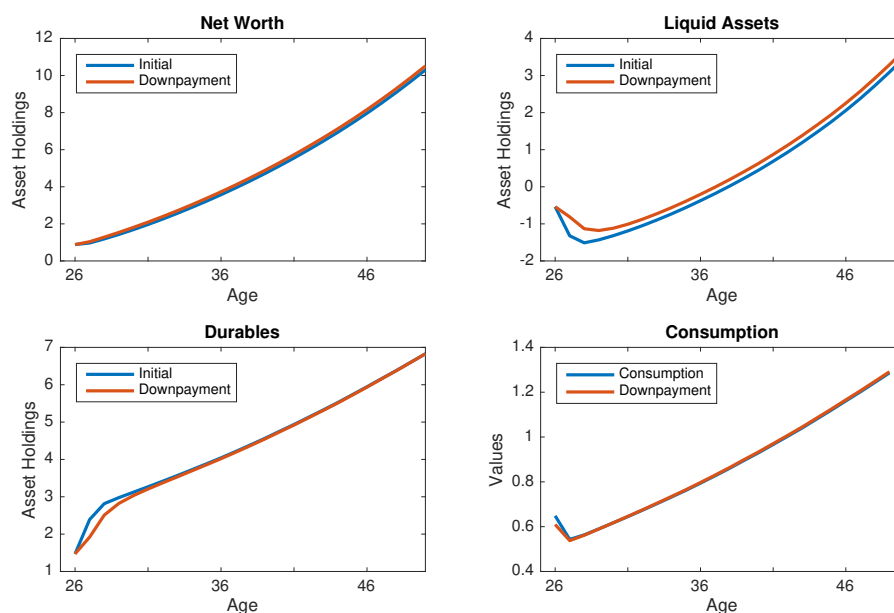 Net Worth
12
10
8
6
4
2
0
Asset Holdings
Initial
Downpayment
26
36
46
Age
Liquid Assets
4
3
2
1
0
-1
-2
Asset Holdings
Initial
Downpayment
26
36
46
Age
Durables
7
6
5
4
3
2
1
Asset Holdings
Initial
Downpayment
26
36
46
Age
Consumption
1.4
1.2
1
0.8
0.6
0.4
Values
Consumption
Downpayment
26
36
46
Age